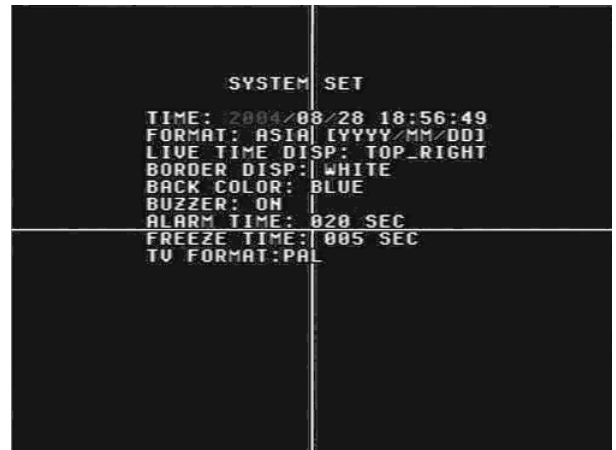 SYSTEM SET
TIME: 2004/08/28 18:56:49
FORMAT: ASIA [YYYY/MM/DD]
LIVE TIME DISP: TOP_RIGHT
BORDER DISP: WHITE
BACK COLOR: BLUE
BUZZER: ON
ALARM TIME: 020 SEC
FREEZE TIME: 005 SEC
TV FORMAT:PAL